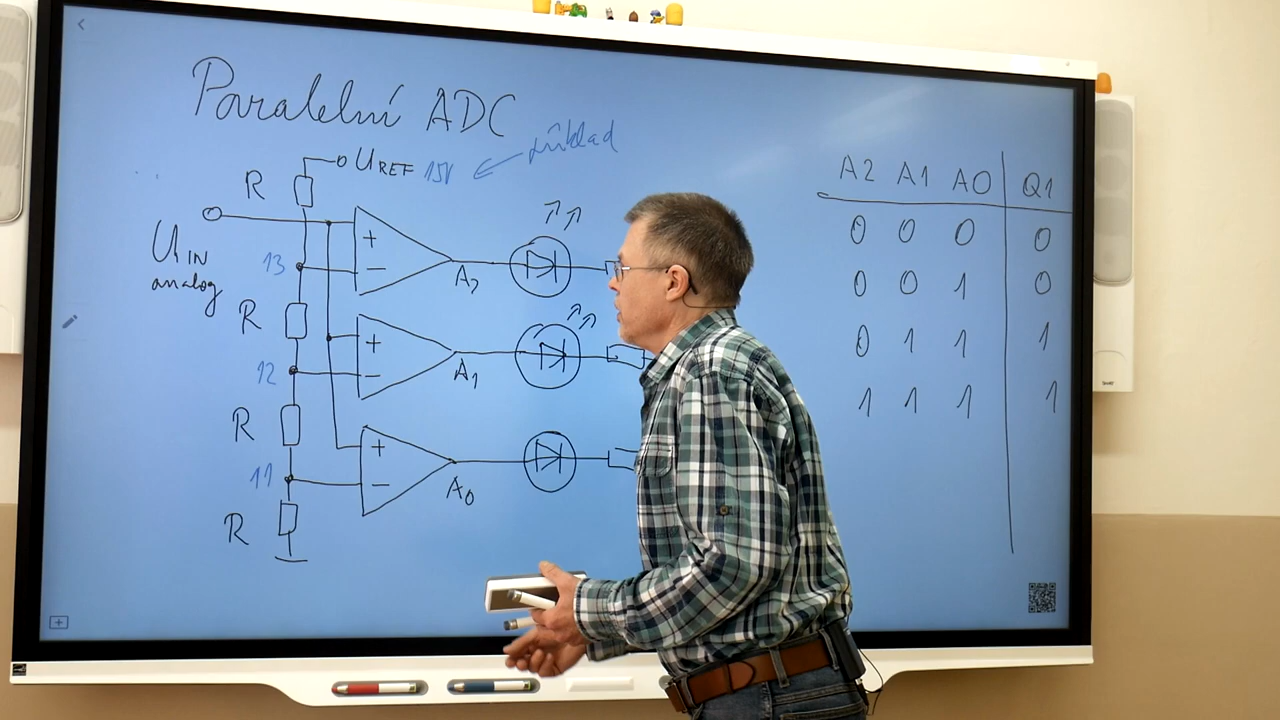 Paralelní ADC
příklad
UREF 15V
R
UIN
analog
+
−
A2
13
R
+
−
A1
12
R
+
−
A0
11
R
A2 A1 A0 Q1
0 0 0 0
0 0 1 0
0 1 1 1
1 1 1 1